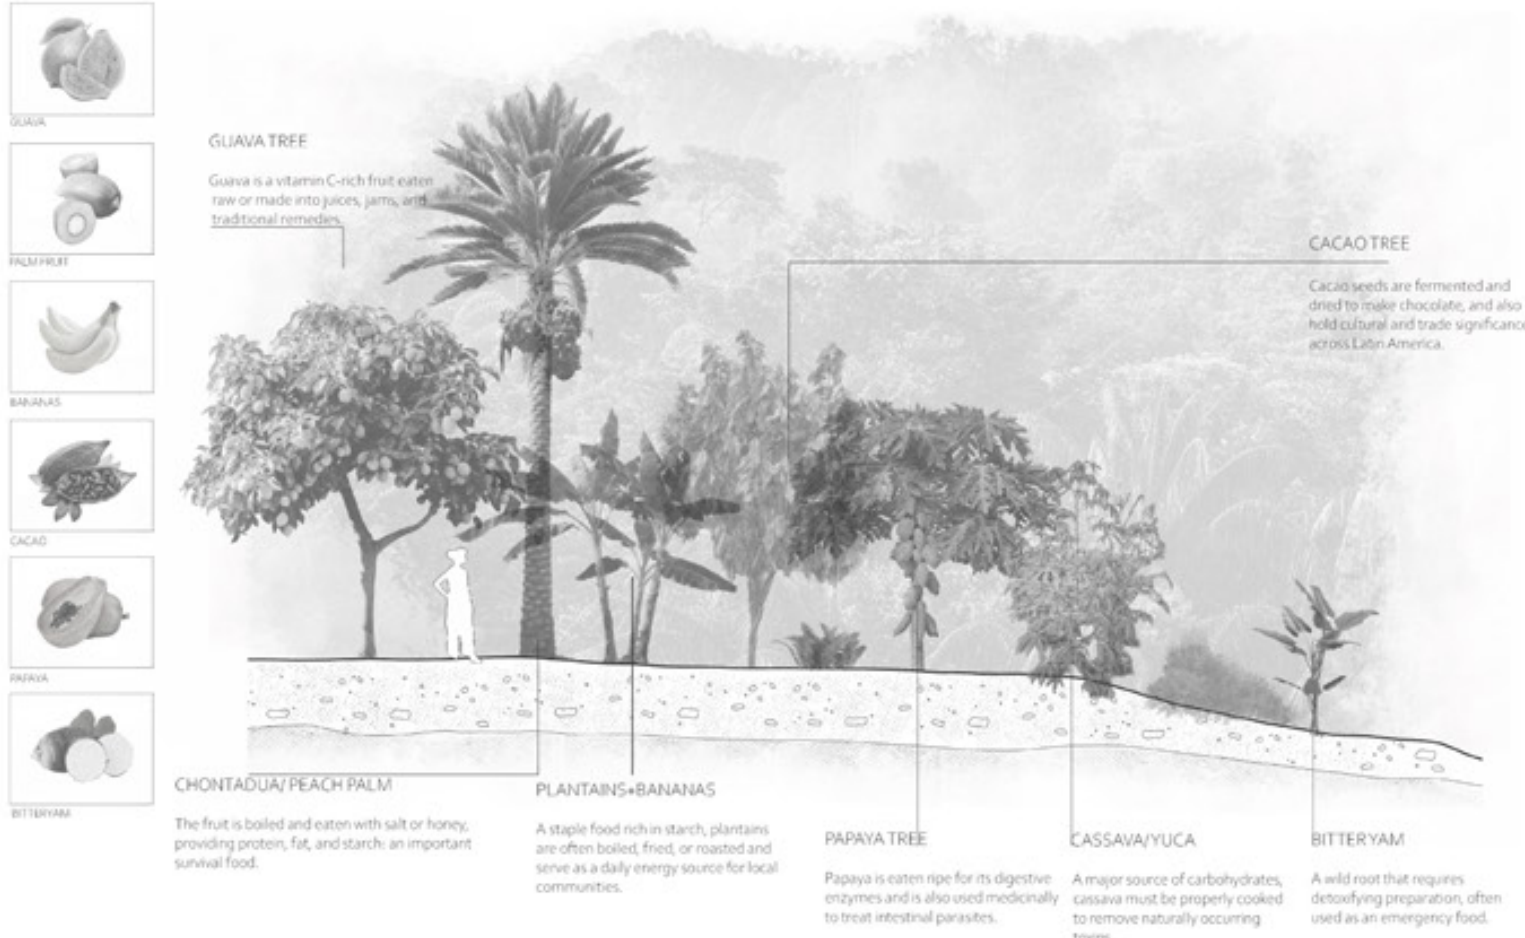 GUAVA
PALM FRUIT
BANANAS
CACAO
PAPAYA
BITTERYAM
GUAVA TREE
Guava is a vitamin C-rich fruit eaten
raw or made into juices, jams, and
traditional remedies.
CACAO TREE
Cacao seeds are fermented and
dried to make chocolate, and also
hold cultural and trade significance
across Latin America.
CHONTADUA/ PEACH PALM
The fruit is boiled and eaten with salt or honey,
providing protein, fat, and starch: an important
survival food.
PLANTAINS+BANANAS
A staple food rich in starch, plantains
are often boiled, fried, or roasted and
serve as a daily energy source for local
communities.
PAPAYA TREE
Papaya is eaten ripe for its digestive
enzymes and is also used medicinally
to treat intestinal parasites.
CASSAVA/YUCA
A major source of carbohydrates,
cassava must be properly cooked
to remove naturally occurring
toxins.
BITTERYAM
A wild root that requires
detoxifying preparation, often
used as an emergency food.